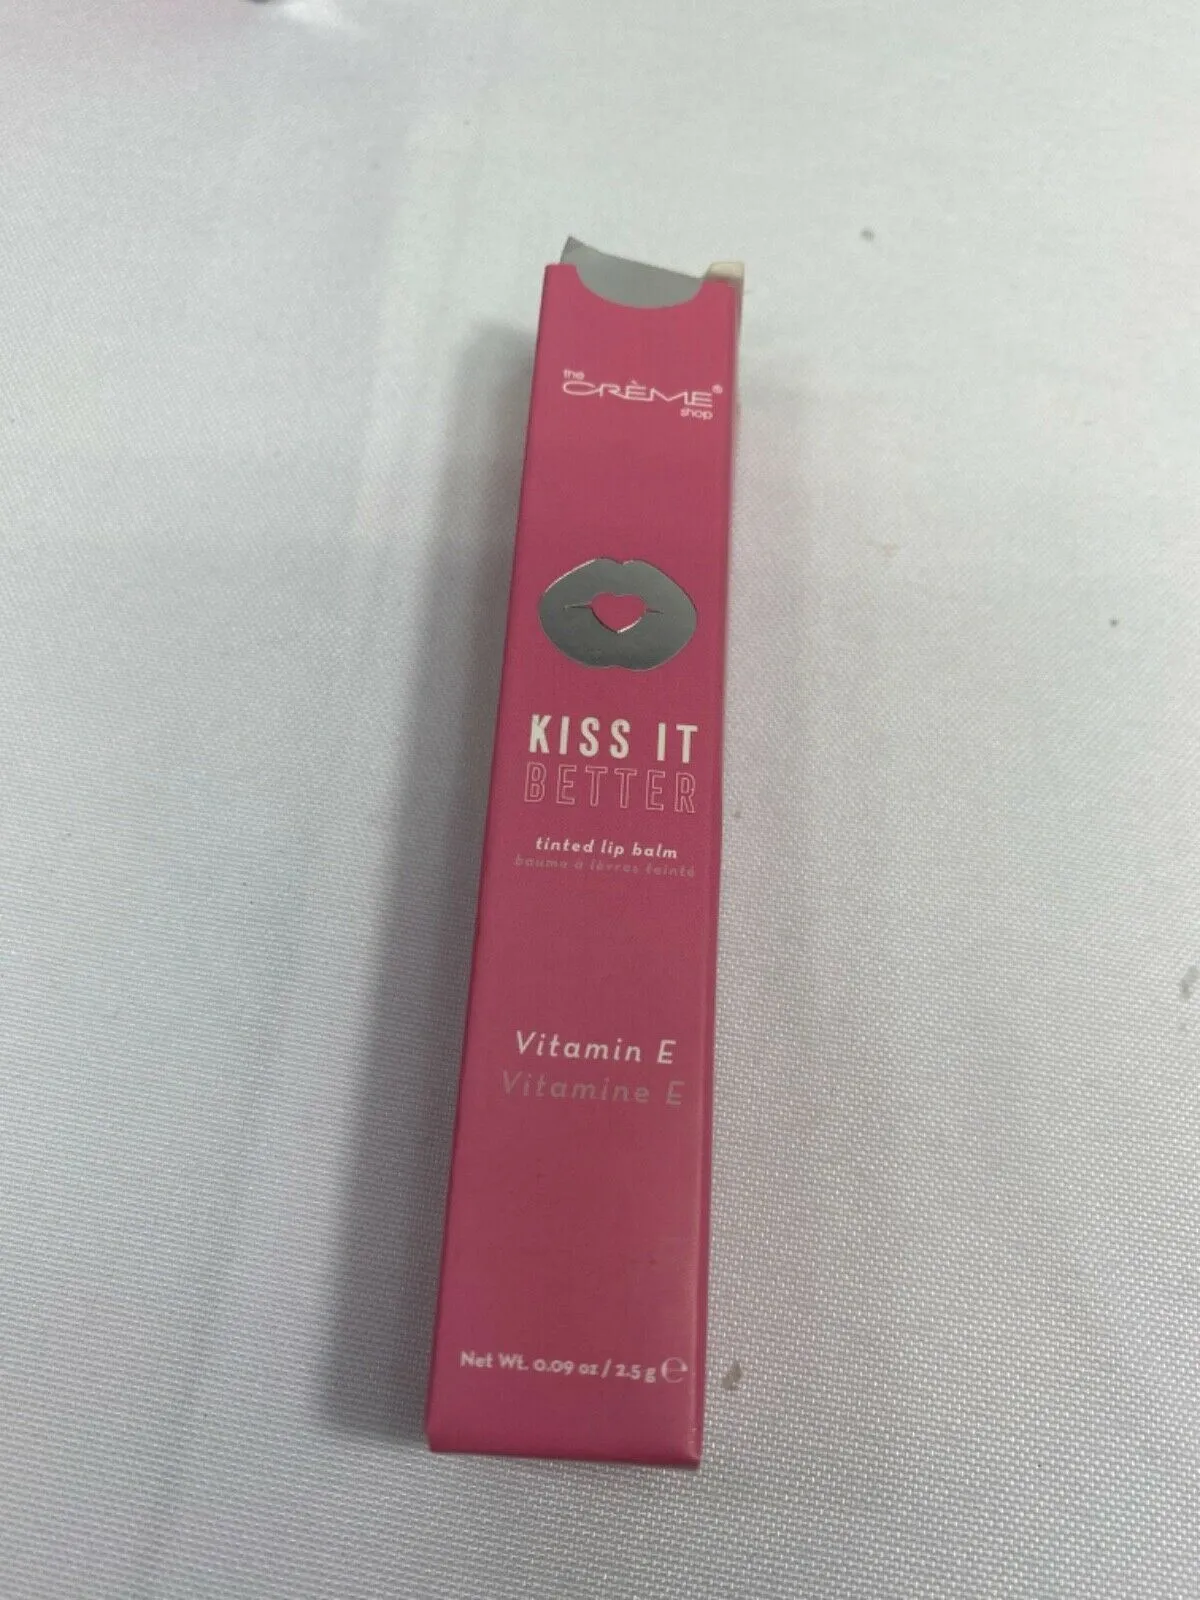 the
CRÈME®
shop
KISS IT
BETTER
tinted lip balm
baume à lèvres teinté
Vitamin E
Vitamine E
Net Wt. 0.09 oz / 2.5 g ℮